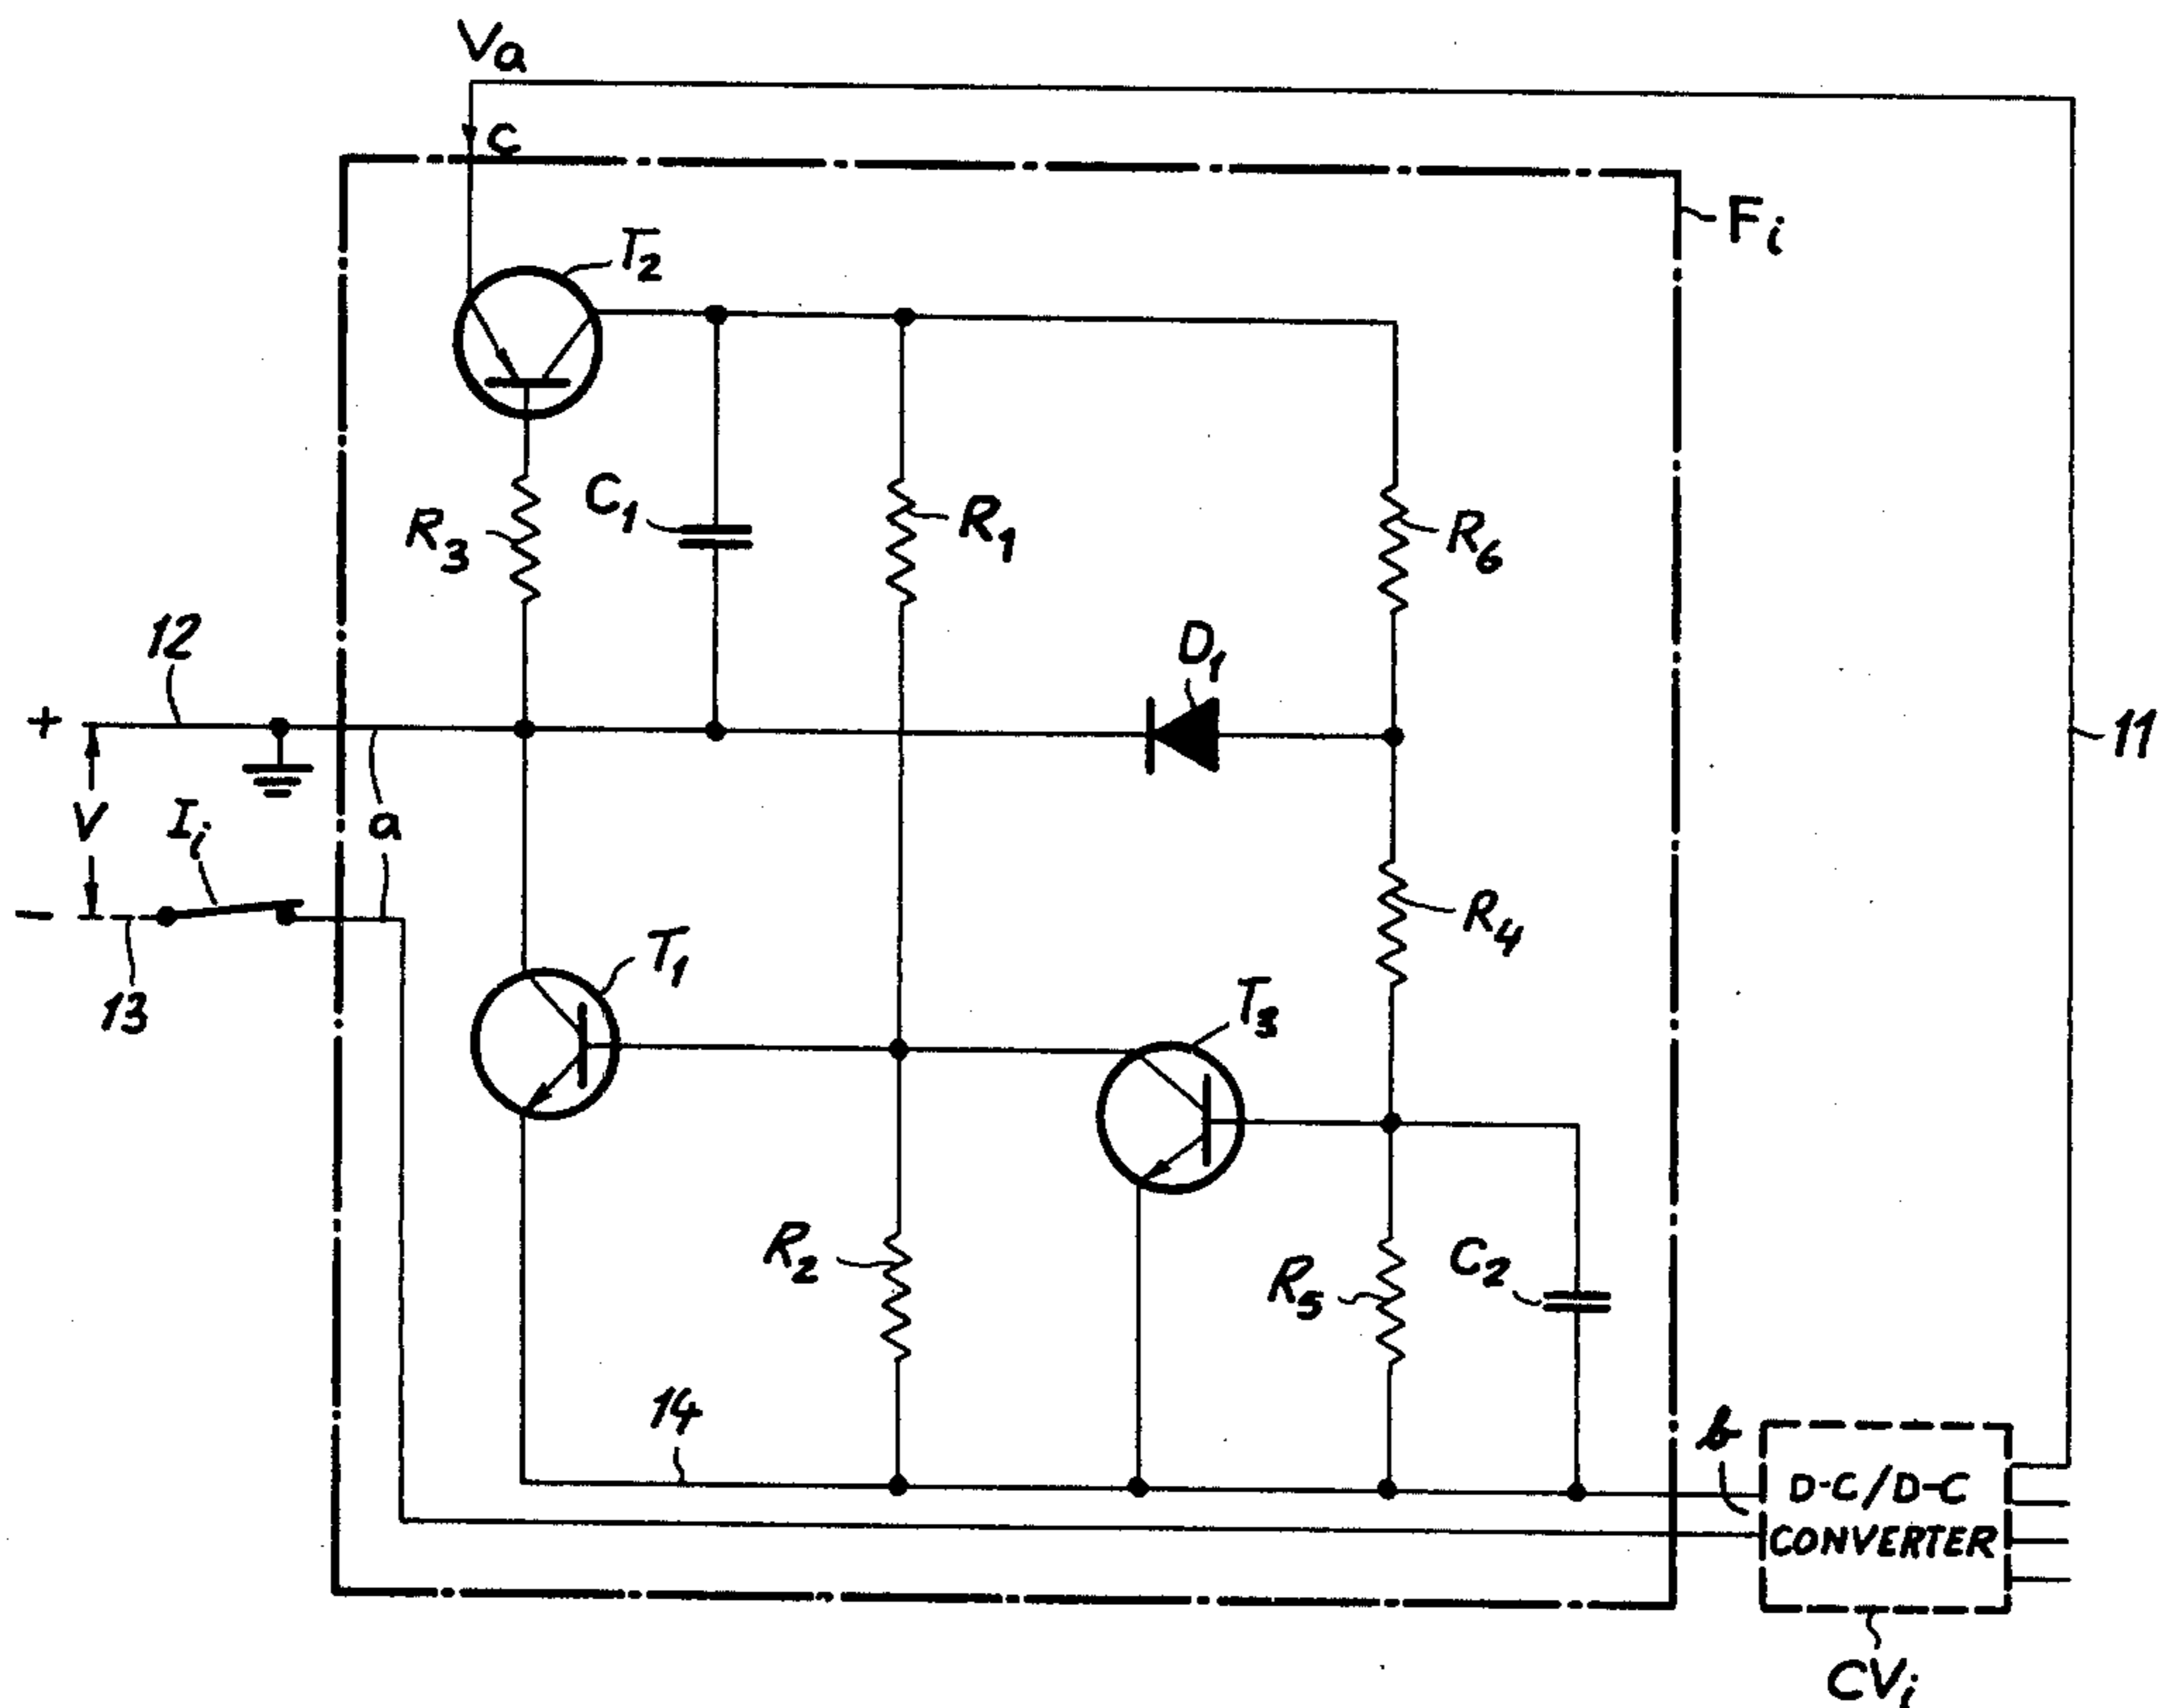 Va
C
Fi
T2
C1
R3
R1
R6
12
D1
+
11
V
Ii
a
R4
-
13
T1
T3
R2
R5
C2
14
b
D-C/D-C
CONVERTER
CVi